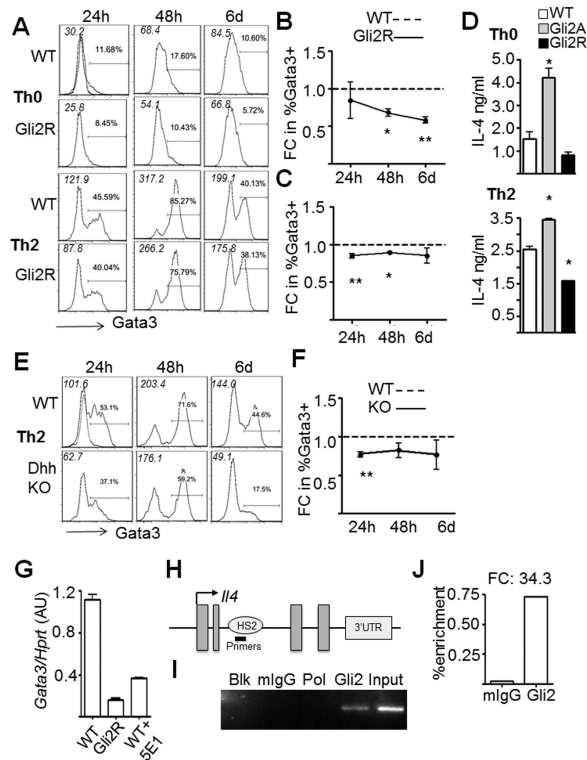 A
24h 48h 6d
WT
30.2 11.68%
68.4 17.60%
84.5 10.60%
Th0
Gli2R
25.8 8.45%
54.1 10.43%
66.8 5.72%
WT
121.9 45.59%
317.2 85.27%
199.1 40.13%
Th2
Gli2R
87.8 40.04%
266.2 75.79%
175.8 38.13%
Gata3
B
WT
Gli2R
FC in %Gata3+
1.5
1.0
0.5
* **
24h 48h 6d
C
FC in %Gata3+
1.5
1.0
0.5
** *
24h 48h 6d
D
WT
Gli2A
Gli2R
Th0
IL-4 ng/ml
4.5
3.0
1.5
*
Th2
IL-4 ng/ml
3.5
2.5
1.5
* *
E
24h 48h 6d
WT
101.6 53.1%
203.4 71.6%
144.0 44.6%
Th2
Dhh
KO
62.7 37.1%
176.1 59.2%
49.1 17.5%
Gata3
F
WT
KO
FC in %Gata3+
1.5
1.0
0.5
**
24h 48h 6d
G
Gata3/Hprt (AU)
1.2
0.4
WT
Gli2R
WT+
5E1
H
Il4
HS2
3'UTR
Primers
I
Blk mIgG Pol Gli2 Input
J
FC: 34.3
%enrichment
0.75
0.50
0.25
0.00
mIgG Gli2